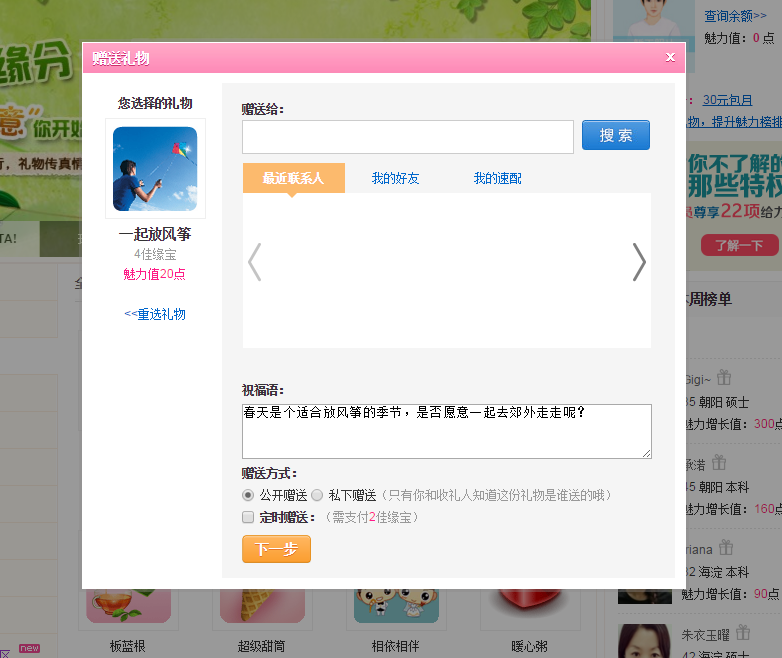 缘分
意
你开始
行，礼物传真情
TA!
查询余额>>
魅力值：0 点
30元包月
物，提升魅力榜排
你不了解的
那些特权
员尊享22项给力
了解一下
赠送礼物
x
您选择的礼物
一起放风筝
4佳缘宝
魅力值20点
<<重选礼物
赠送给：
搜 索
最近联系人 我的好友 我的速配
祝福语：
春天是个适合放风筝的季节，是否愿意一起去郊外走走呢？
赠送方式：
公开赠送 私下赠送（只有你和收礼人知道这份礼物是谁送的哦）
定时赠送：（需支付2佳缘宝）
下一步
周榜单
Gigi~
35 朝阳 硕士
魅力增长值：300点
承渃
45 朝阳 本科
魅力增长值：160点
riana
32 海淀 本科
魅力增长值：90点
朱衣玉曜
42 海淀 硕士
板蓝根 超级甜筒 相依相伴 暖心粥
new